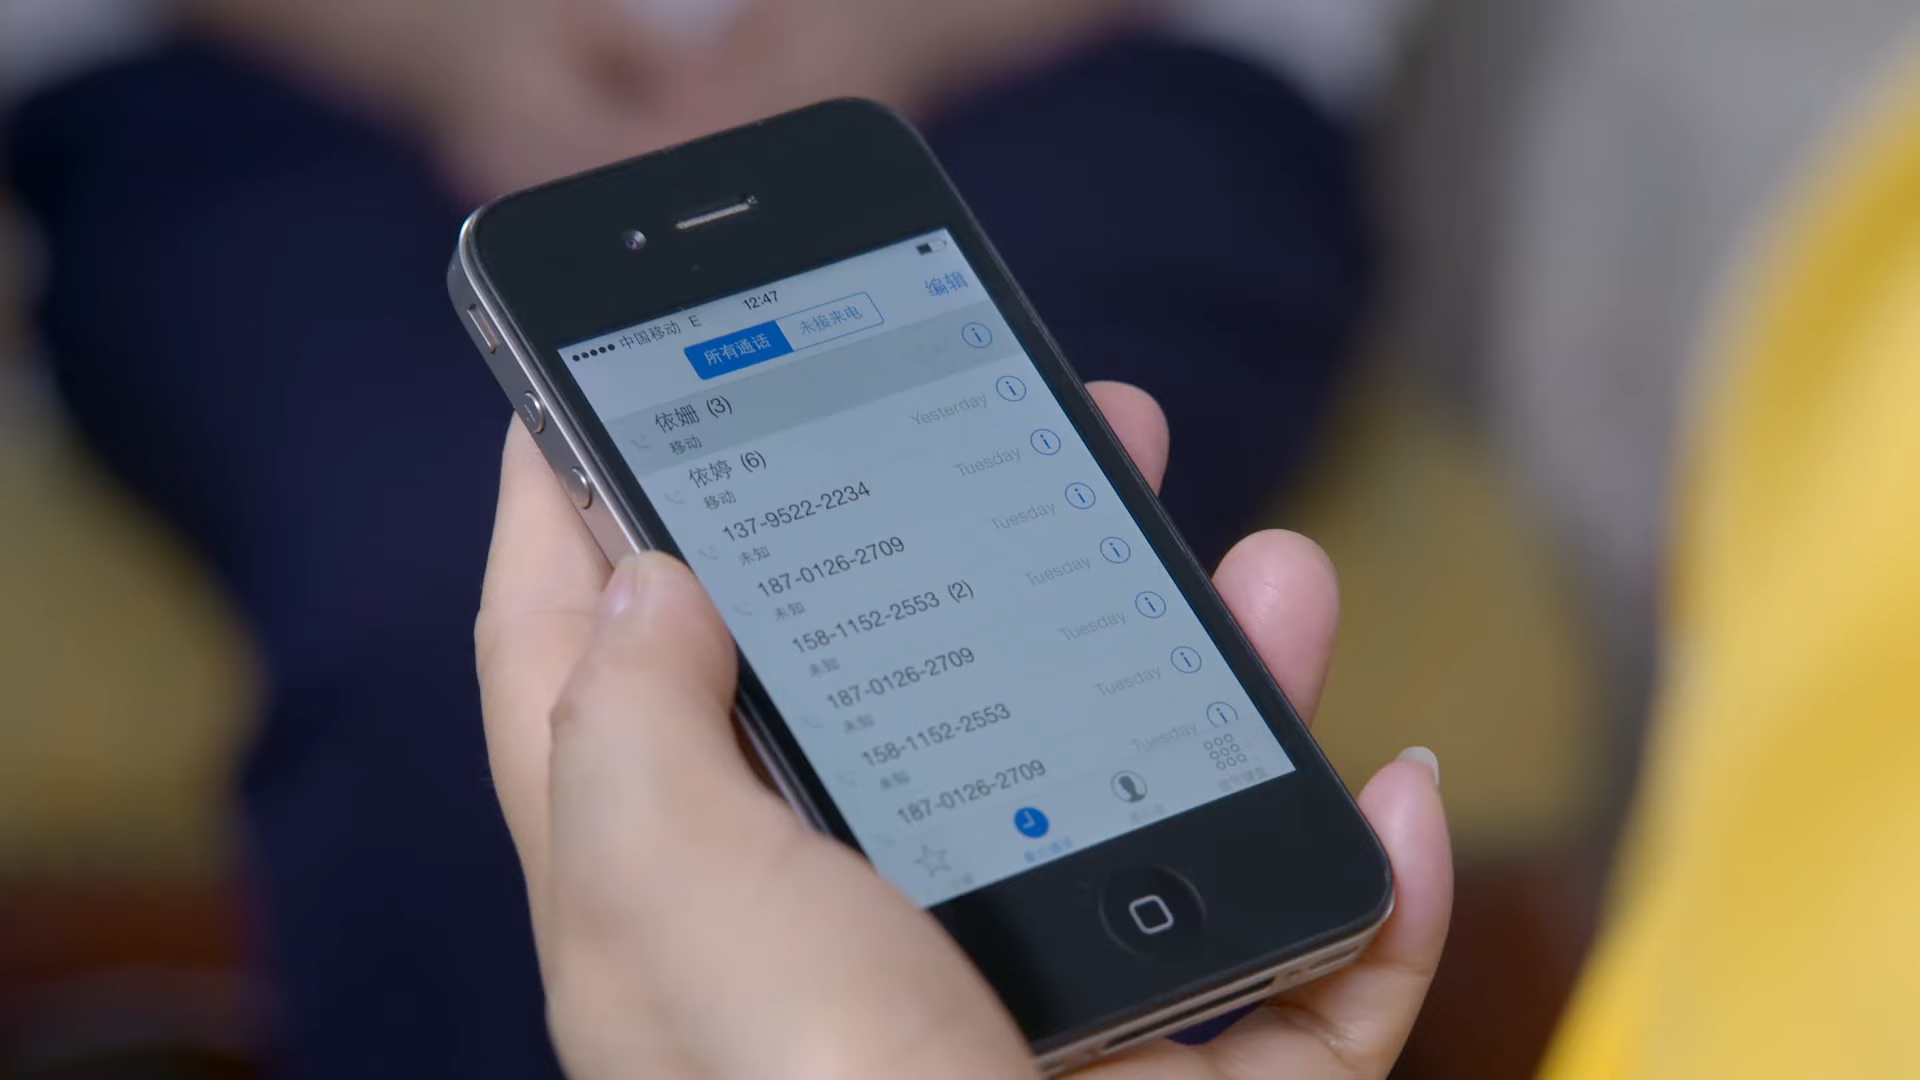 中国移动 E 12:47
所有通话 未接来电 编辑
依姗 (3)
移动
依婷 (6) Yesterday
移动
137-9522-2234 Tuesday
未知
187-0126-2709 Tuesday
未知
158-1152-2553 (2) Tuesday
未知
187-0126-2709 Tuesday
未知
158-1152-2553 Tuesday
未知
187-0126-2709 Tuesday